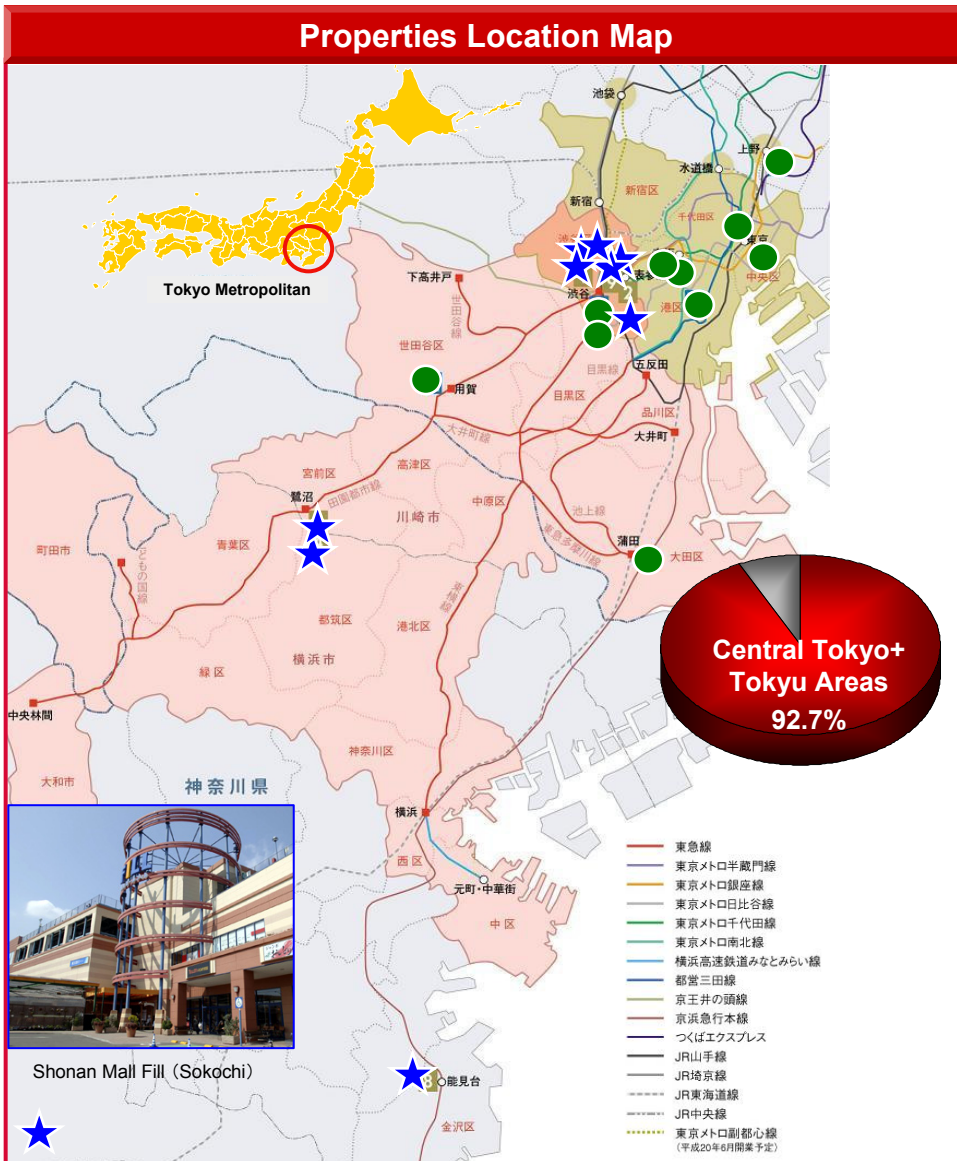 Properties Location Map
池袋
上野
水道橋
新宿区
新宿
千代田区
東京
中央区
Tokyo Metropolitan
下高井戸
渋谷
港区
世田谷線
世田谷区
目黒線
五反田
用賀
目黒区
品川区
大井町線
大井町
宮前区
高津区
田園都市線
鷺沼
中原区
川崎市
池上線
町田市
青葉区
東急多摩川線
蒲田
大田区
こどもの国線
東横線
都筑区
港北区
Central Tokyo+
Tokyu Areas
92.7%
横浜市
緑区
中央林間
神奈川区
大和市
神奈川県
横浜
西区
元町・中華街
中区
東急線
東京メトロ半蔵門線
東京メトロ銀座線
東京メトロ日比谷線
東京メトロ千代田線
東京メトロ南北線
横浜高速鉄道みなとみらい線
都営三田線
京王井の頭線
京浜急行本線
つくばエクスプレス
JR山手線
JR埼京線
JR東海道線
JR中央線
東京メトロ副都心線
(平成20年6月開業予定)
Shonan Mall Fill (Sokochi)
能見台
金沢区